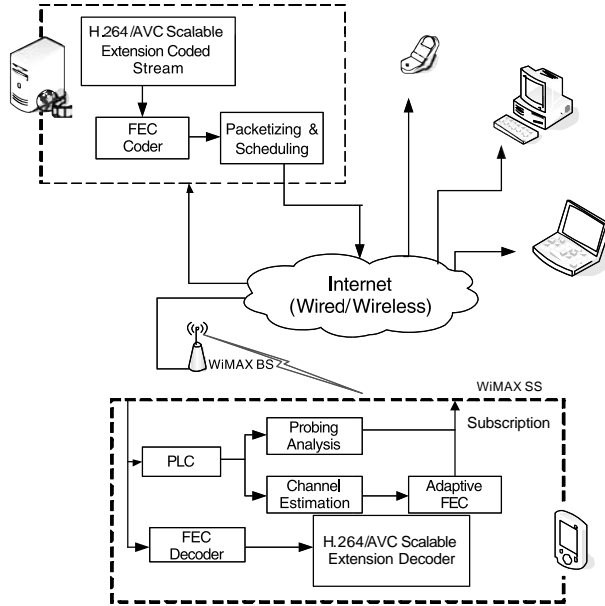 H.264/AVC Scalable
Extension Coded
Stream
FEC
Coder
Packetizing &
Scheduling
Internet
(Wired/Wireless)
WiMAX BS
WiMAX SS
Subscription
Probing
Analysis
PLC
Channel
Estimation
Adaptive
FEC
FEC
Decoder
H.264/AVC Scalable
Extension Decoder